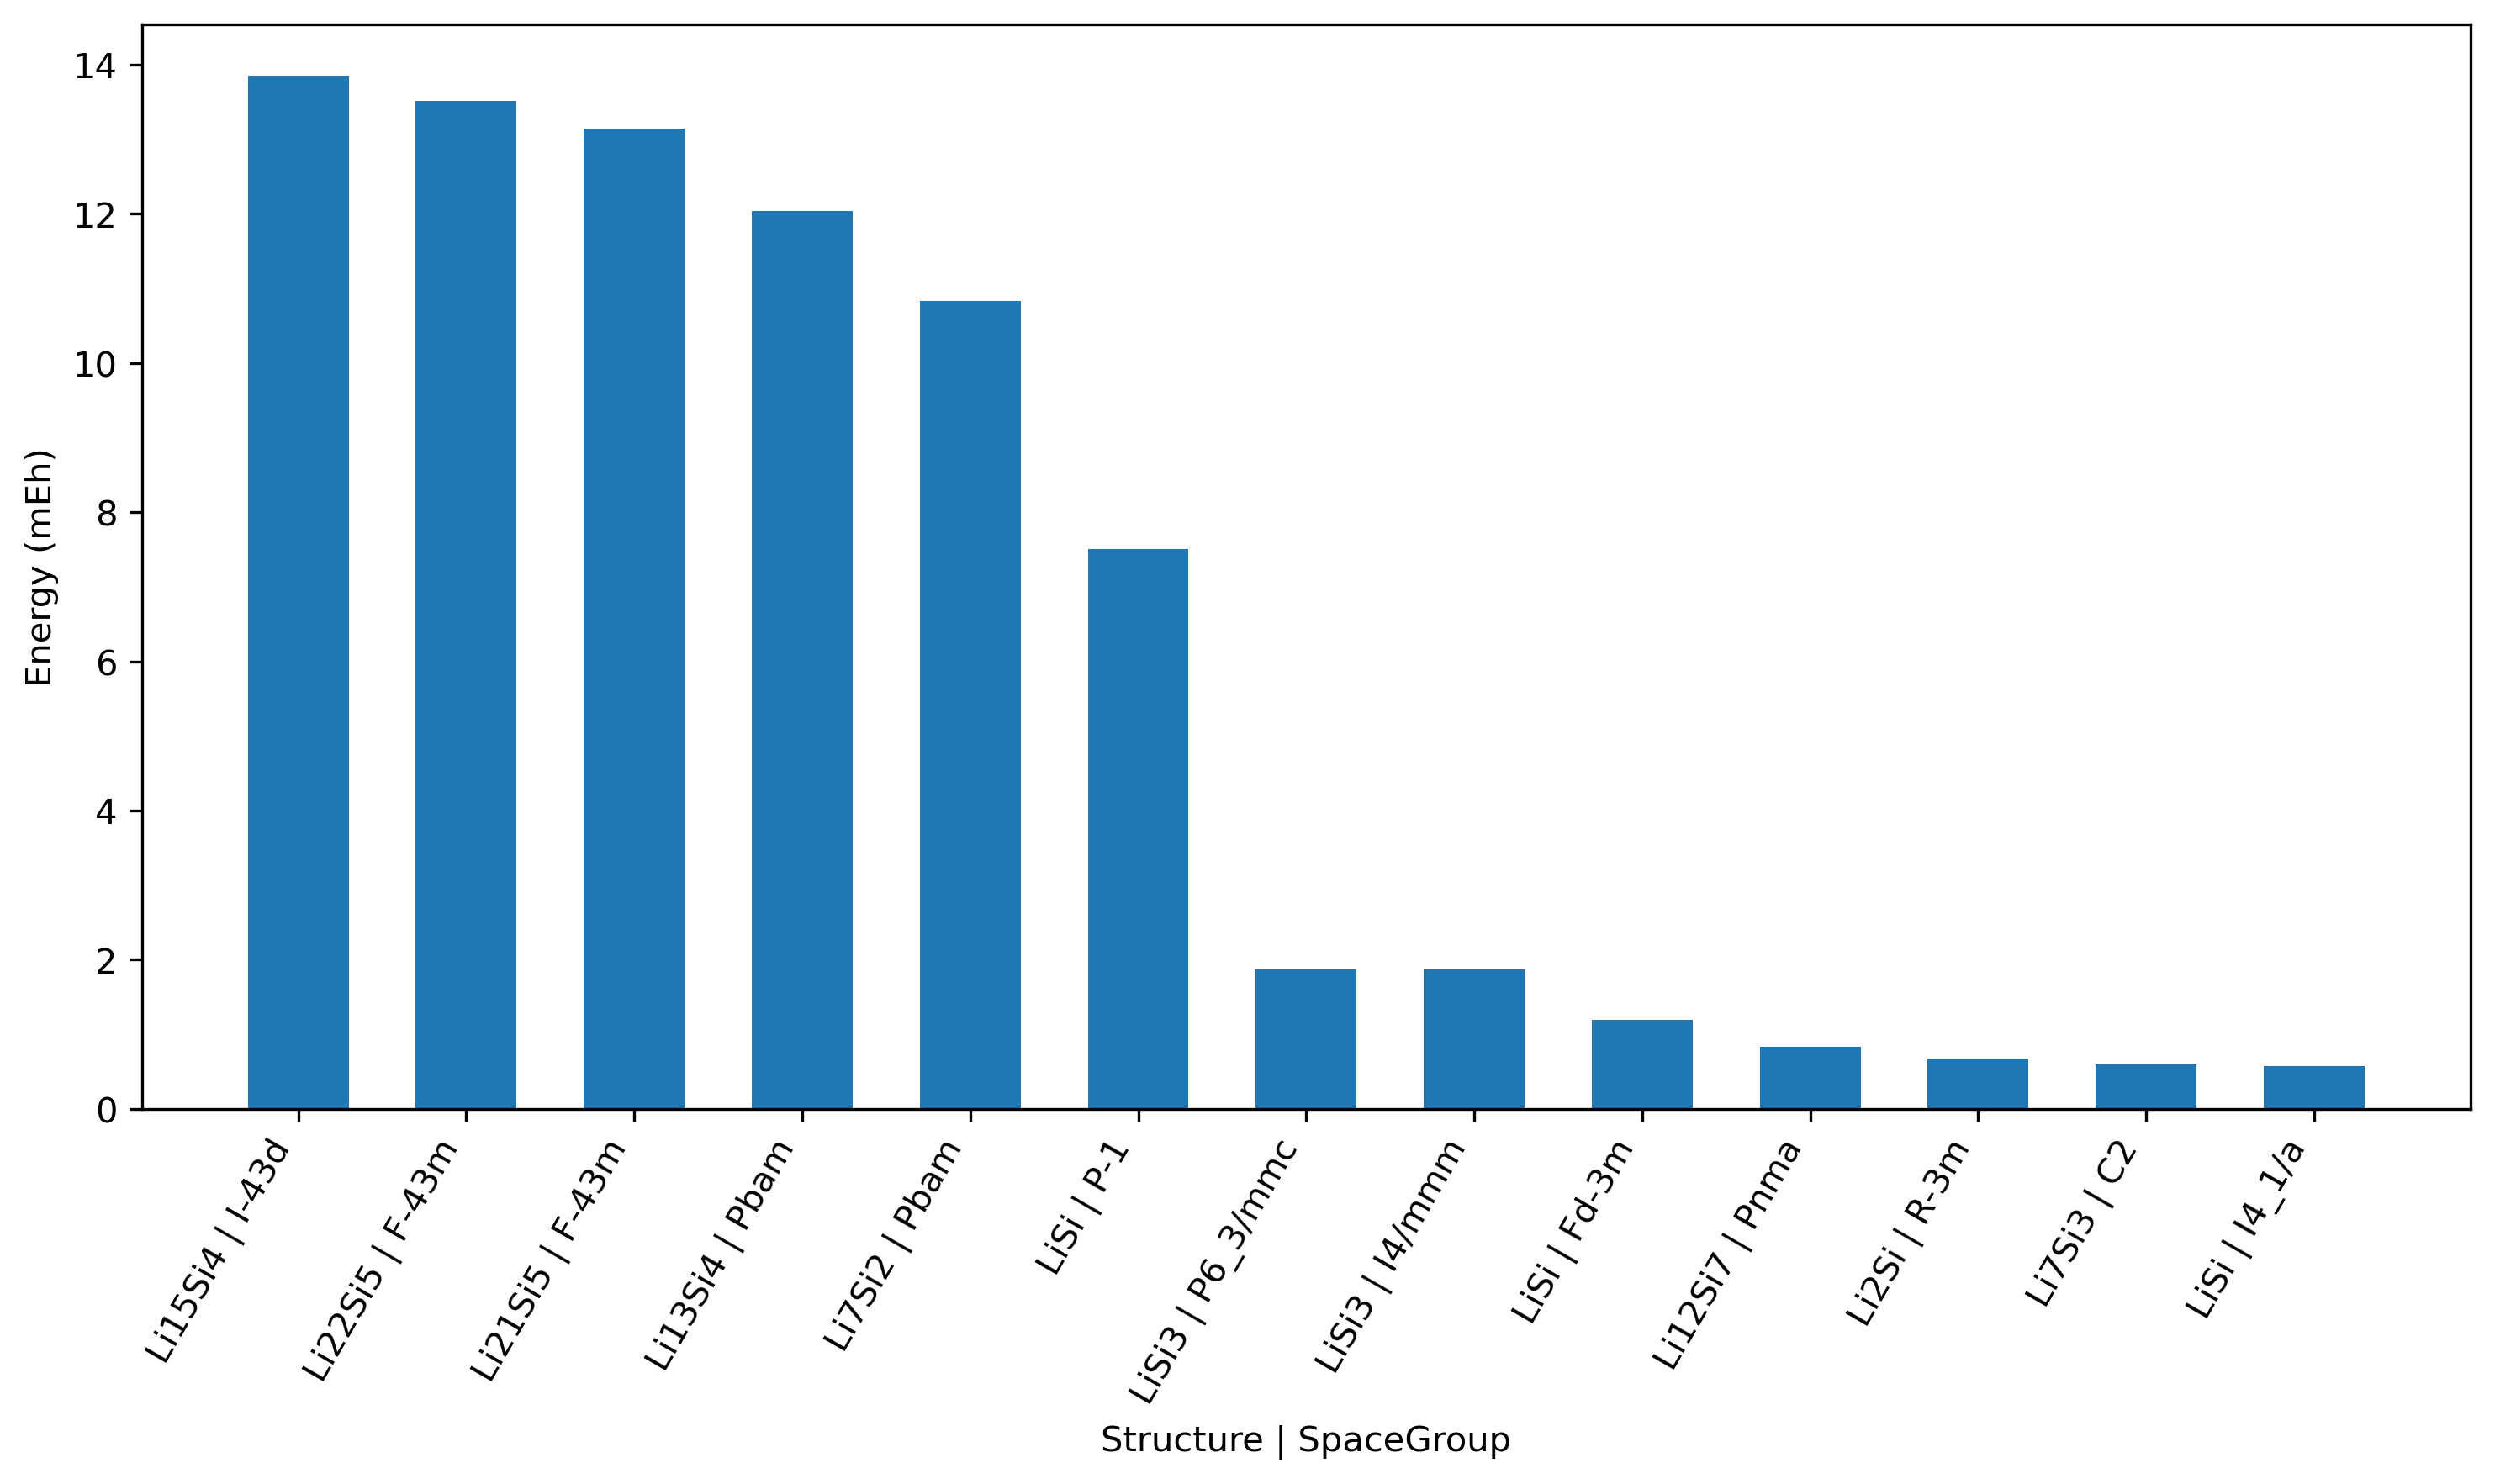 14
12
10
8
6
4
2
0
Energy (mEh)
Li15Si4 | I-43d
Li22Si5 | F-43m
Li21Si5 | F-43m
Li13Si4 | Pbam
Li7Si2 | Pbam
LiSi | P-1
LiSi3 | P6_3/mmc
LiSi3 | I4/mmm
LiSi | Fd-3m
Li12Si7 | Pnma
Li2Si | R-3m
Li7Si3 | C2
LiSi | I4_1/a
Structure | SpaceGroup